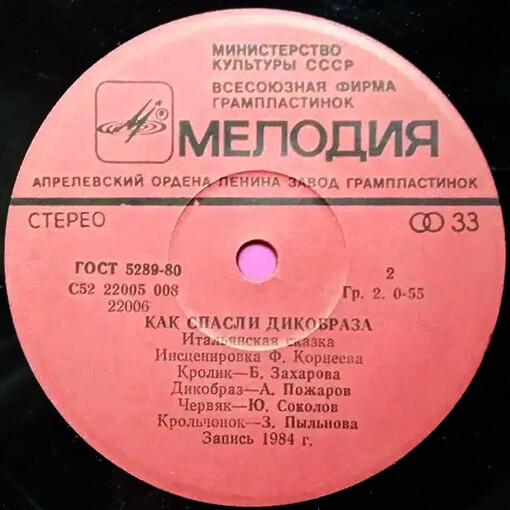 МИНИСТЕРСТВО
КУЛЬТУРЫ СССР
ВСЕСОЮЗНАЯ ФИРМА
ГРАМПЛАСТИНОК
МЕЛОДИЯ
АПРЕЛЕВСКИЙ ОРДЕНА ЛЕНИНА ЗАВОД ГРАМПЛАСТИНОК
СТЕРЕО
33
ГОСТ 5289-80
2
С52 22005 008
Гр. 2. 0-55
22006
КАК СПАСЛИ ДИКОБРАЗА
Итальянская сказка
Инсценировка Ф. Корнеева
Кролик—Б. Захарова
Дикобраз—А. Пожаров
Червяк—Ю. Соколов
Крольчонок—З. Пыльнова
Запись 1984 г.